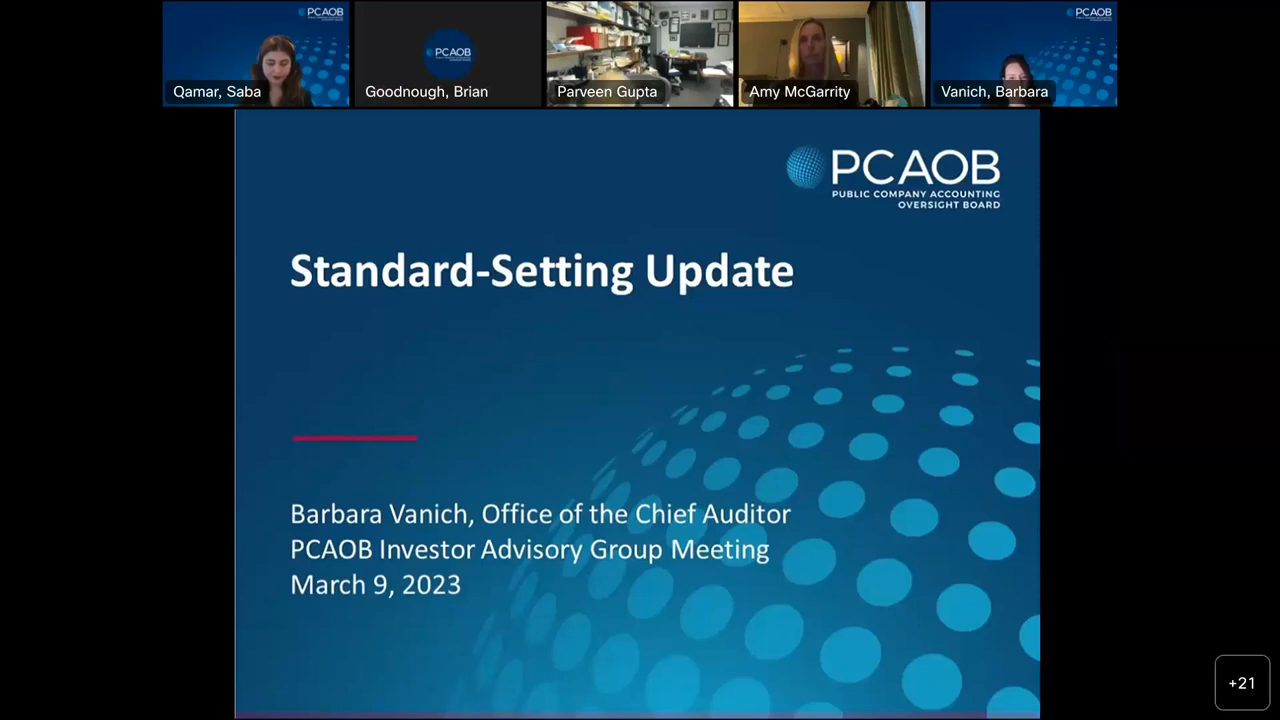 PCAOB
PCAOB
PCAOB
Qamar, Saba
Goodnough, Brian
Parveen Gupta
Amy McGarrity
Vanich, Barbara
PCAOB
PUBLIC COMPANY ACCOUNTING
OVERSIGHT BOARD
Standard-Setting Update
Barbara Vanich, Office of the Chief Auditor
PCAOB Investor Advisory Group Meeting
March 9, 2023
+21